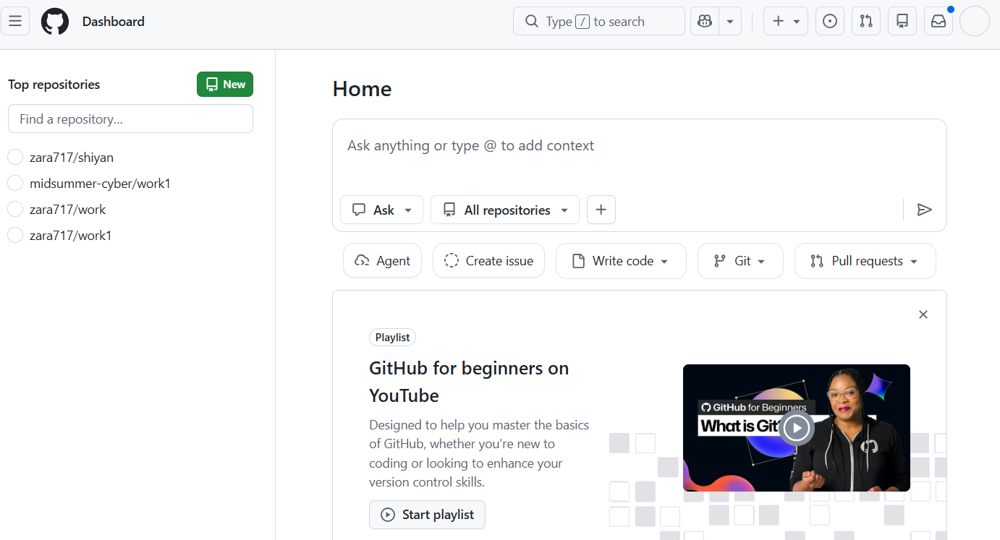 Dashboard
Type / to search
Top repositories
New
Find a repository...
zara717/shiyan
midsummer-cyber/work1
zara717/work
zara717/work1
Home
Ask anything or type @ to add context
Ask
All repositories
Agent
Create issue
Write code
Git
Pull requests
Playlist
GitHub for beginners on
YouTube
Designed to help you master the basics
of GitHub, whether you're new to
coding or looking to enhance your
version control skills.
Start playlist
GitHub for Beginners
What is Git